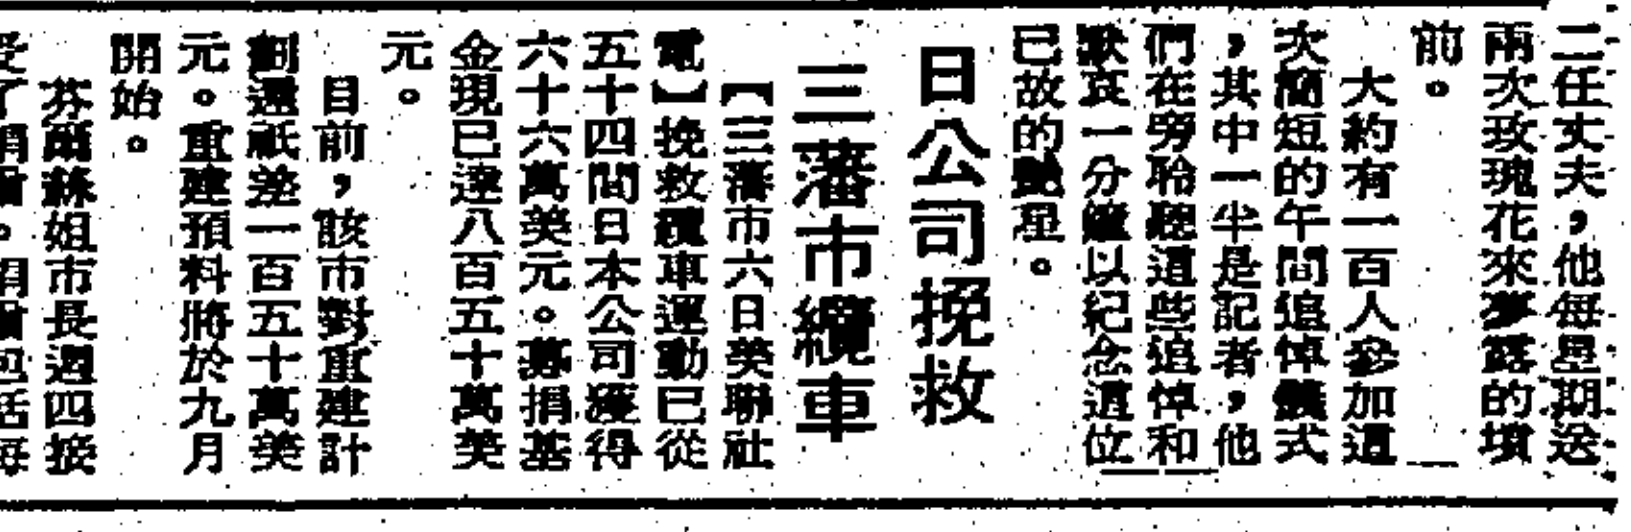 二任丈夫，他每星期送
兩次玫瑰花來夢露的墳
前。
大約有一百人參加這
次簡短的午間追悼儀式
，其中一半是記者，他
們在旁聆聽這些追悼和
默哀一分鐘以紀念這位
已故的艷星。
日公司挽救
三藩市纜車
【三藩市六日美聯社
電】挽救纜車運動已從
五十四間日本公司獲得
六十六萬美元。募捐基
金現已達八百五十萬美
元。
目前，該市對重建計
劃還祇差一百五十萬美
元。重建預料將於九月
開始。
芬爾絲姐市長週四接
受了捐